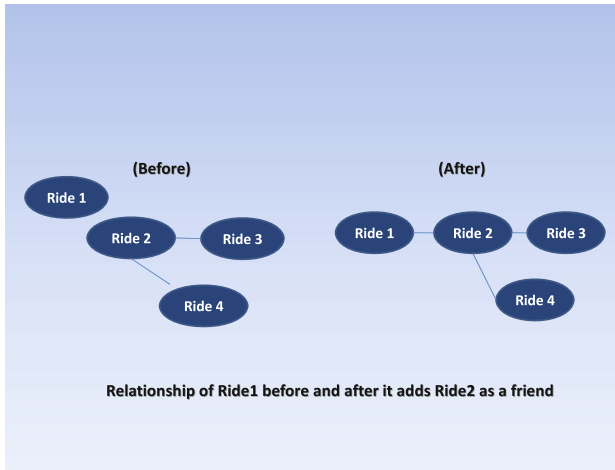 (Before)
(After)
Ride 1
Ride 2
Ride 3
Ride 4
Ride 1
Ride 2
Ride 3
Ride 4
Relationship of Ride1 before and after it adds Ride2 as a friend